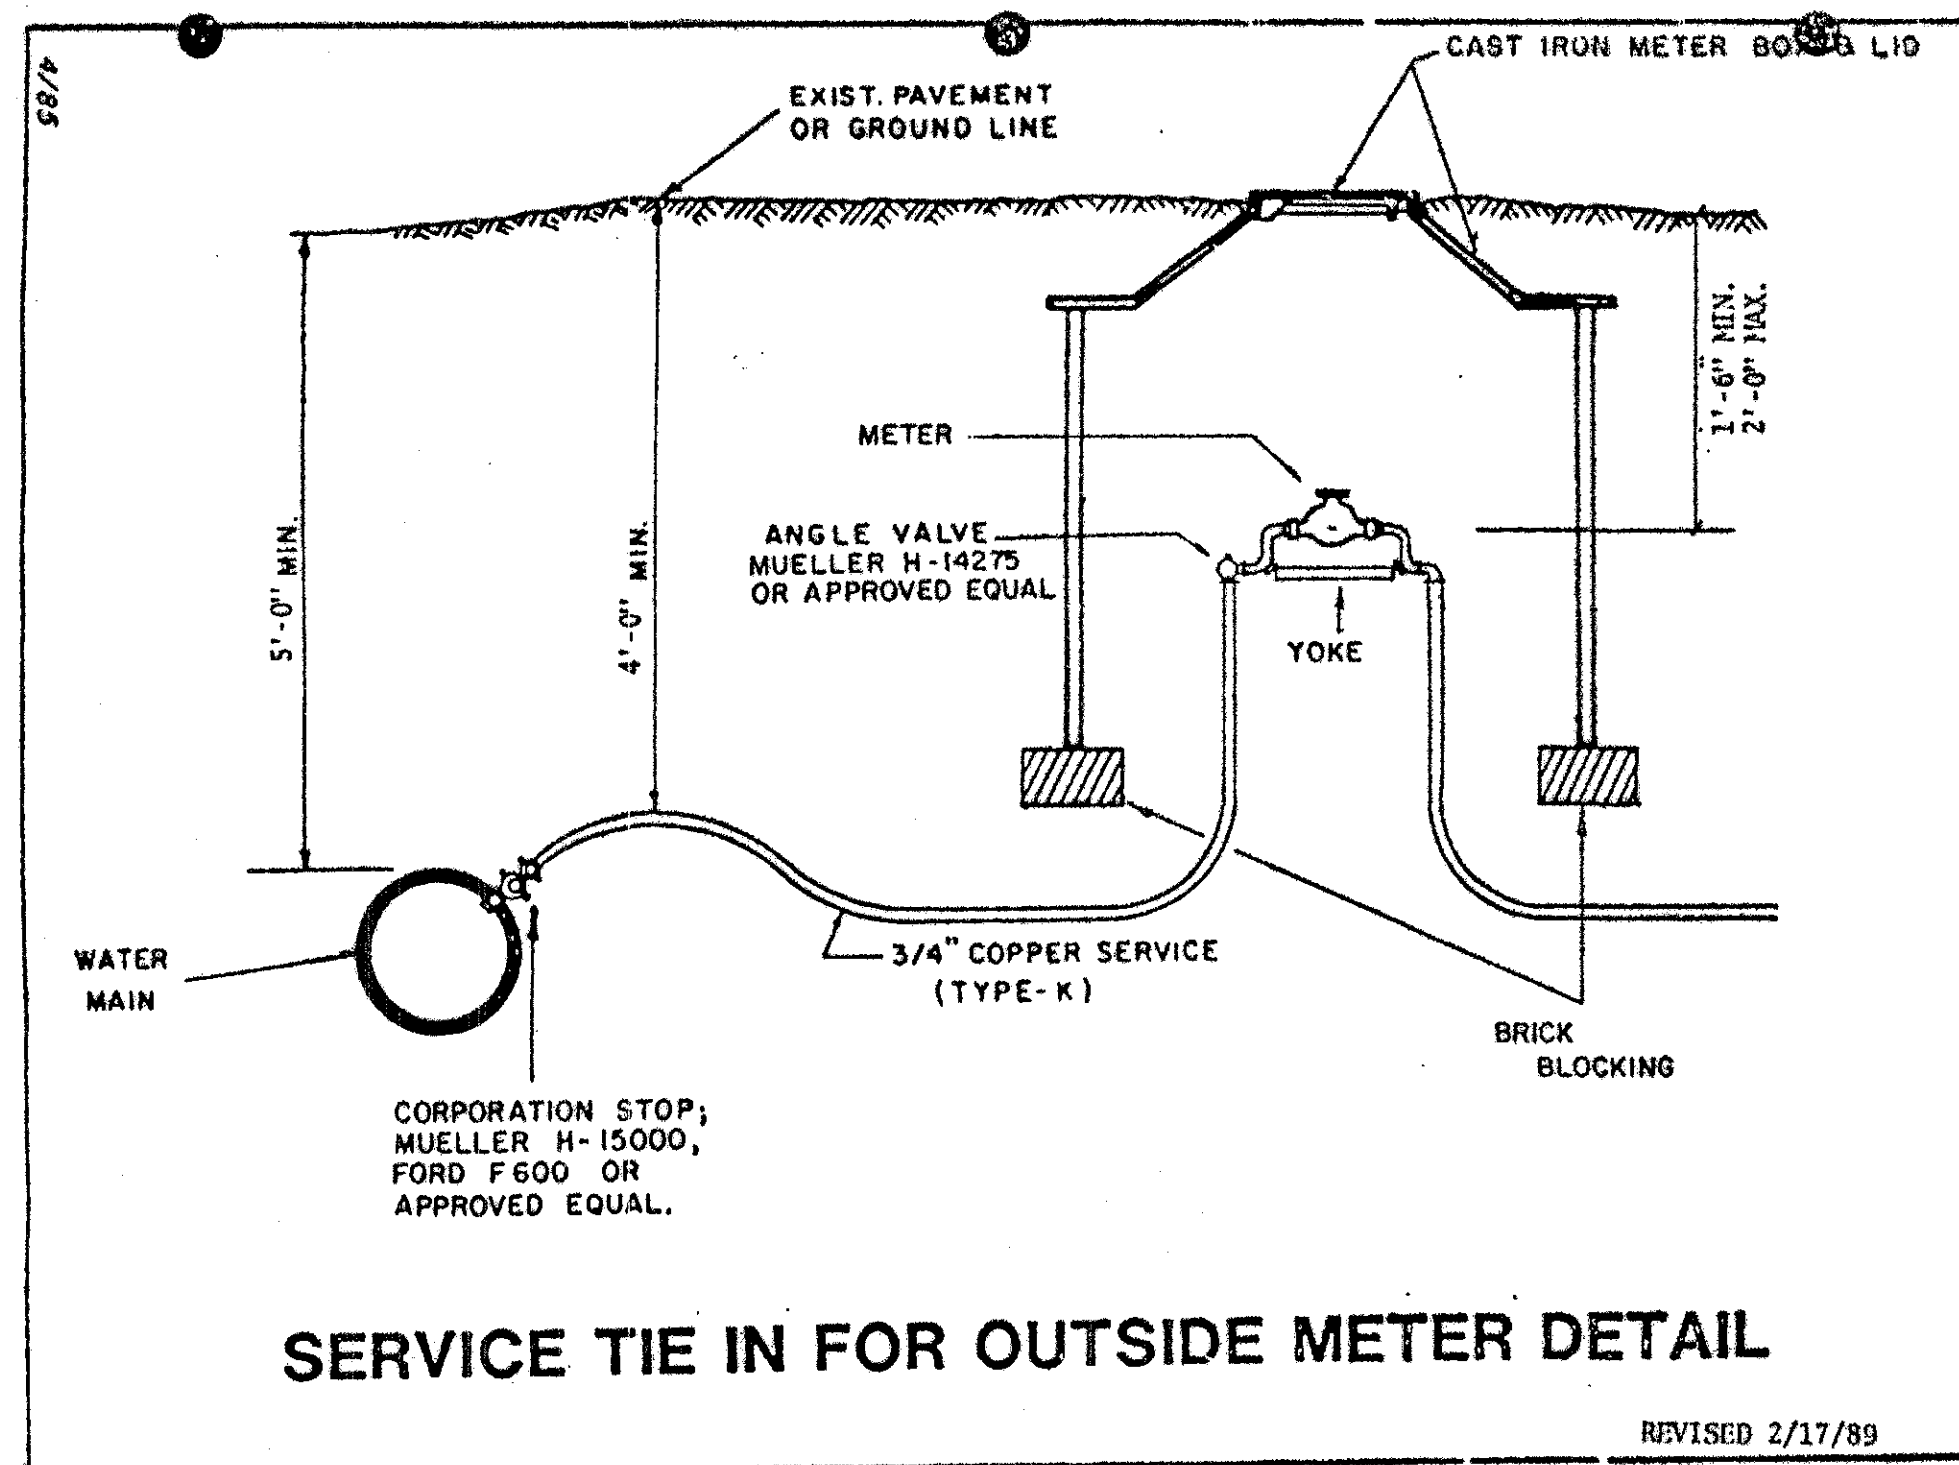 4/85
CAST IRON METER BOX & LID
EXIST. PAVEMENT
OR GROUND LINE
1'-6" MIN.
2'-0" MAX.
METER
ANGLE VALVE
MUELLER H-14275
OR APPROVED EQUAL
5'-0" MIN.
4'-0" MIN.
YOKE
WATER
MAIN
3/4" COPPER SERVICE
(TYPE-K)
BRICK
BLOCKING
CORPORATION STOP;
MUELLER H-15000,
FORD F600 OR
APPROVED EQUAL.
SERVICE TIE IN FOR OUTSIDE METER DETAIL
REVISED 2/17/89